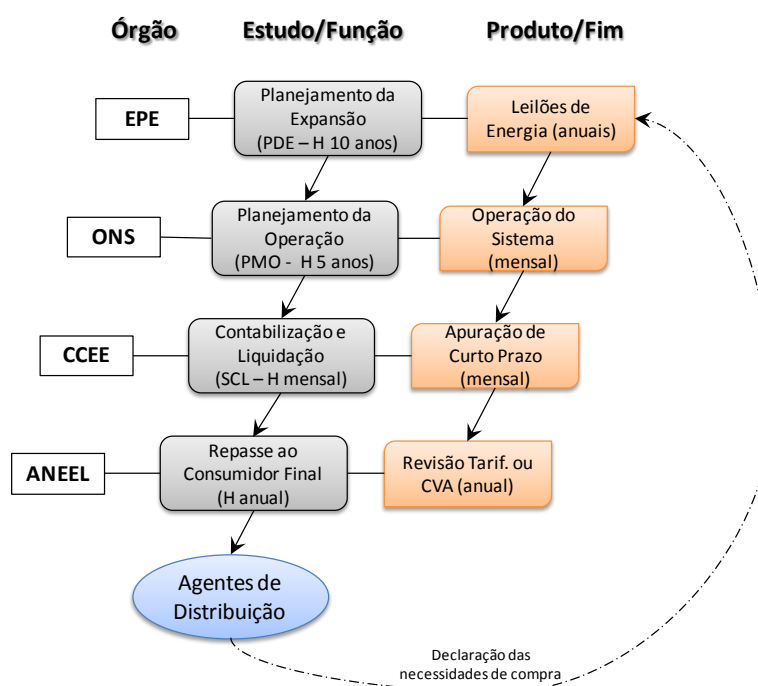 Órgão
Estudo/Função
Produto/Fim
EPE
Planejamento da
Expansão
(PDE – H 10 anos)
Leilões de
Energia (anuais)
ONS
Planejamento da
Operação
(PMO - H 5 anos)
Operação do
Sistema
(mensal)
CCEE
Contabilização e
Liquidação
(SCL – H mensal)
Apuração de
Curto Prazo
(mensal)
ANEEL
Repasse ao
Consumidor Final
(H anual)
Revisão Tarif. ou
CVA (anual)
Agentes de
Distribuição
Declaração das
necessidades de compra